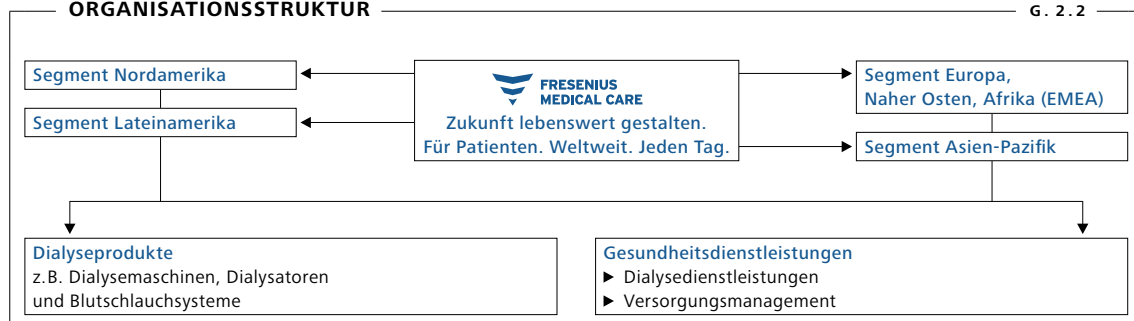 ORGANISATIONSSTRUKTUR
G. 2.2
Segment Nordamerika
Segment Lateinamerika
FRESENIUS
MEDICAL CARE
Zukunft lebenswert gestalten.
Für Patienten. Weltweit. Jeden Tag.
Segment Europa,
Naher Osten, Afrika (EMEA)
Segment Asien-Pazifik
Dialyseprodukte
z.B. Dialysemaschinen, Dialysatoren
und Blutschlauchsysteme
Gesundheitsdienstleistungen
► Dialysedienstleistungen
► Versorgungsmanagement